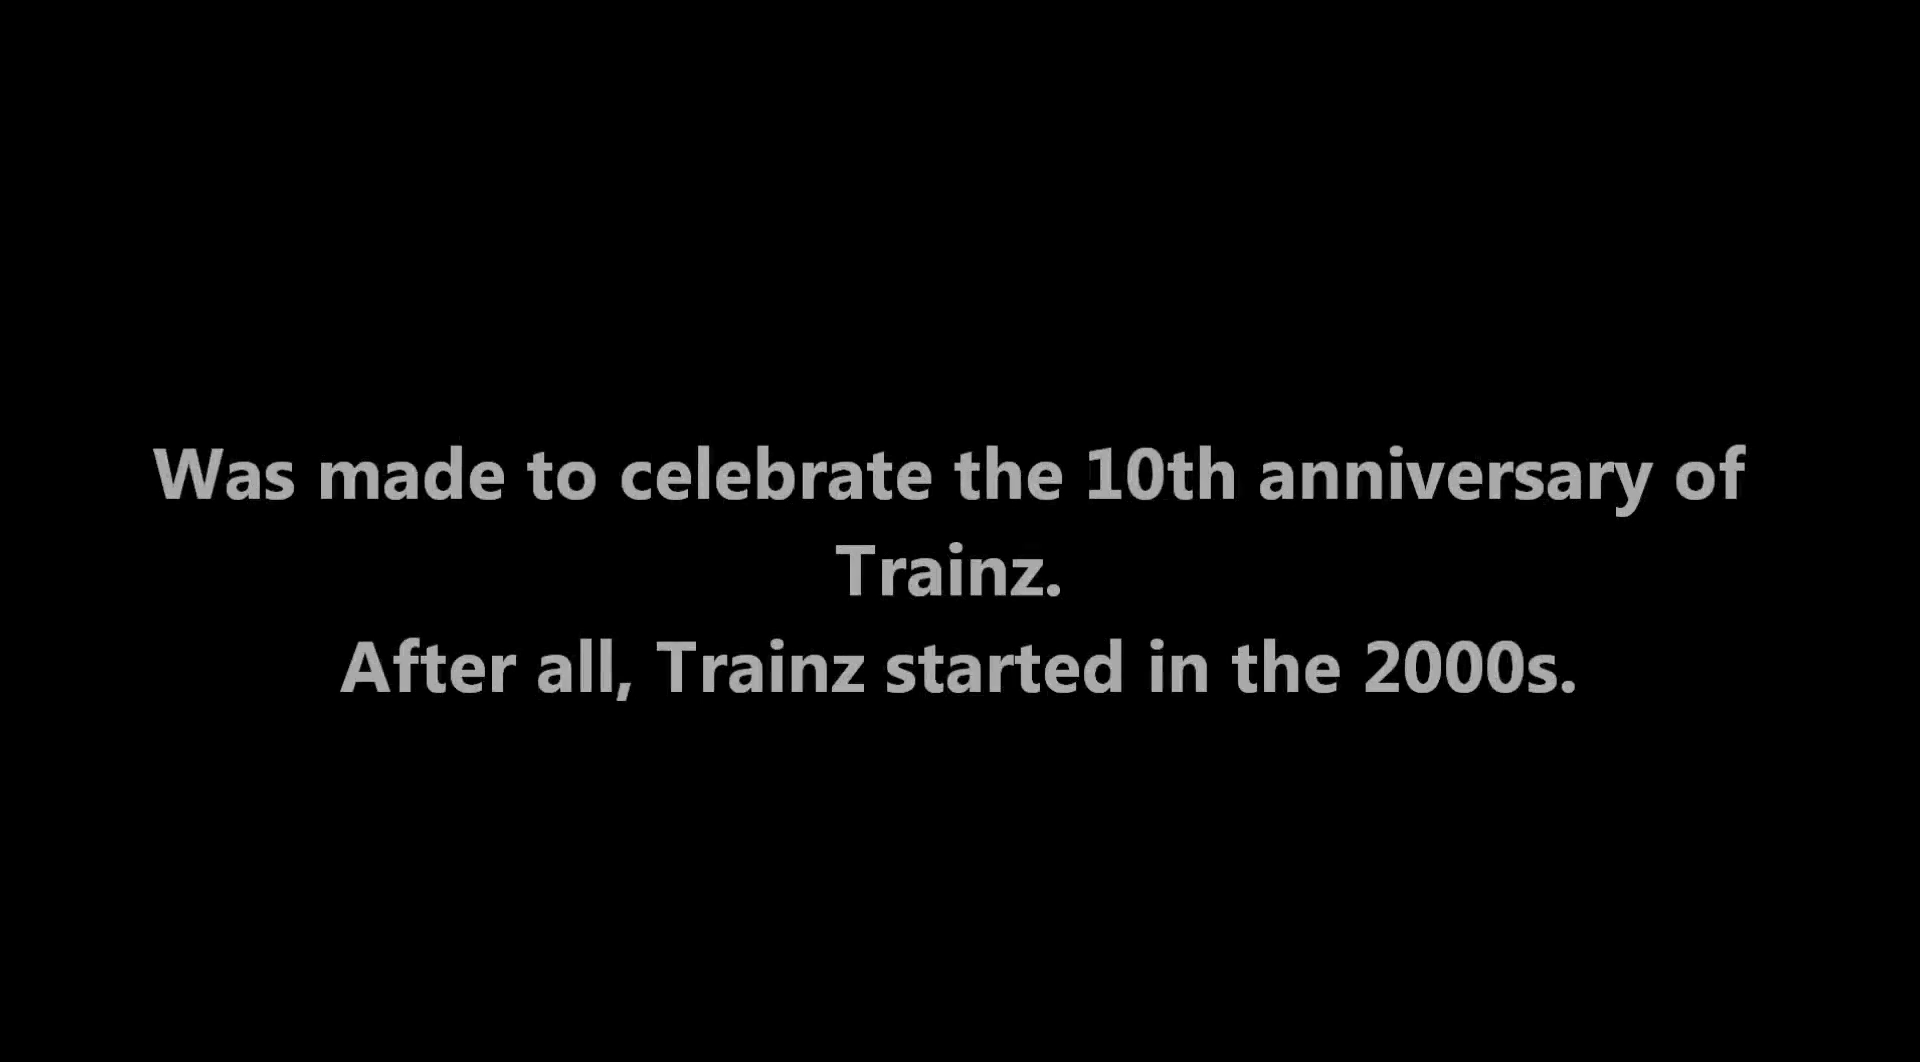 Was made to celebrate the 10th anniversary of
Trainz.
After all, Trainz started in the 2000s.